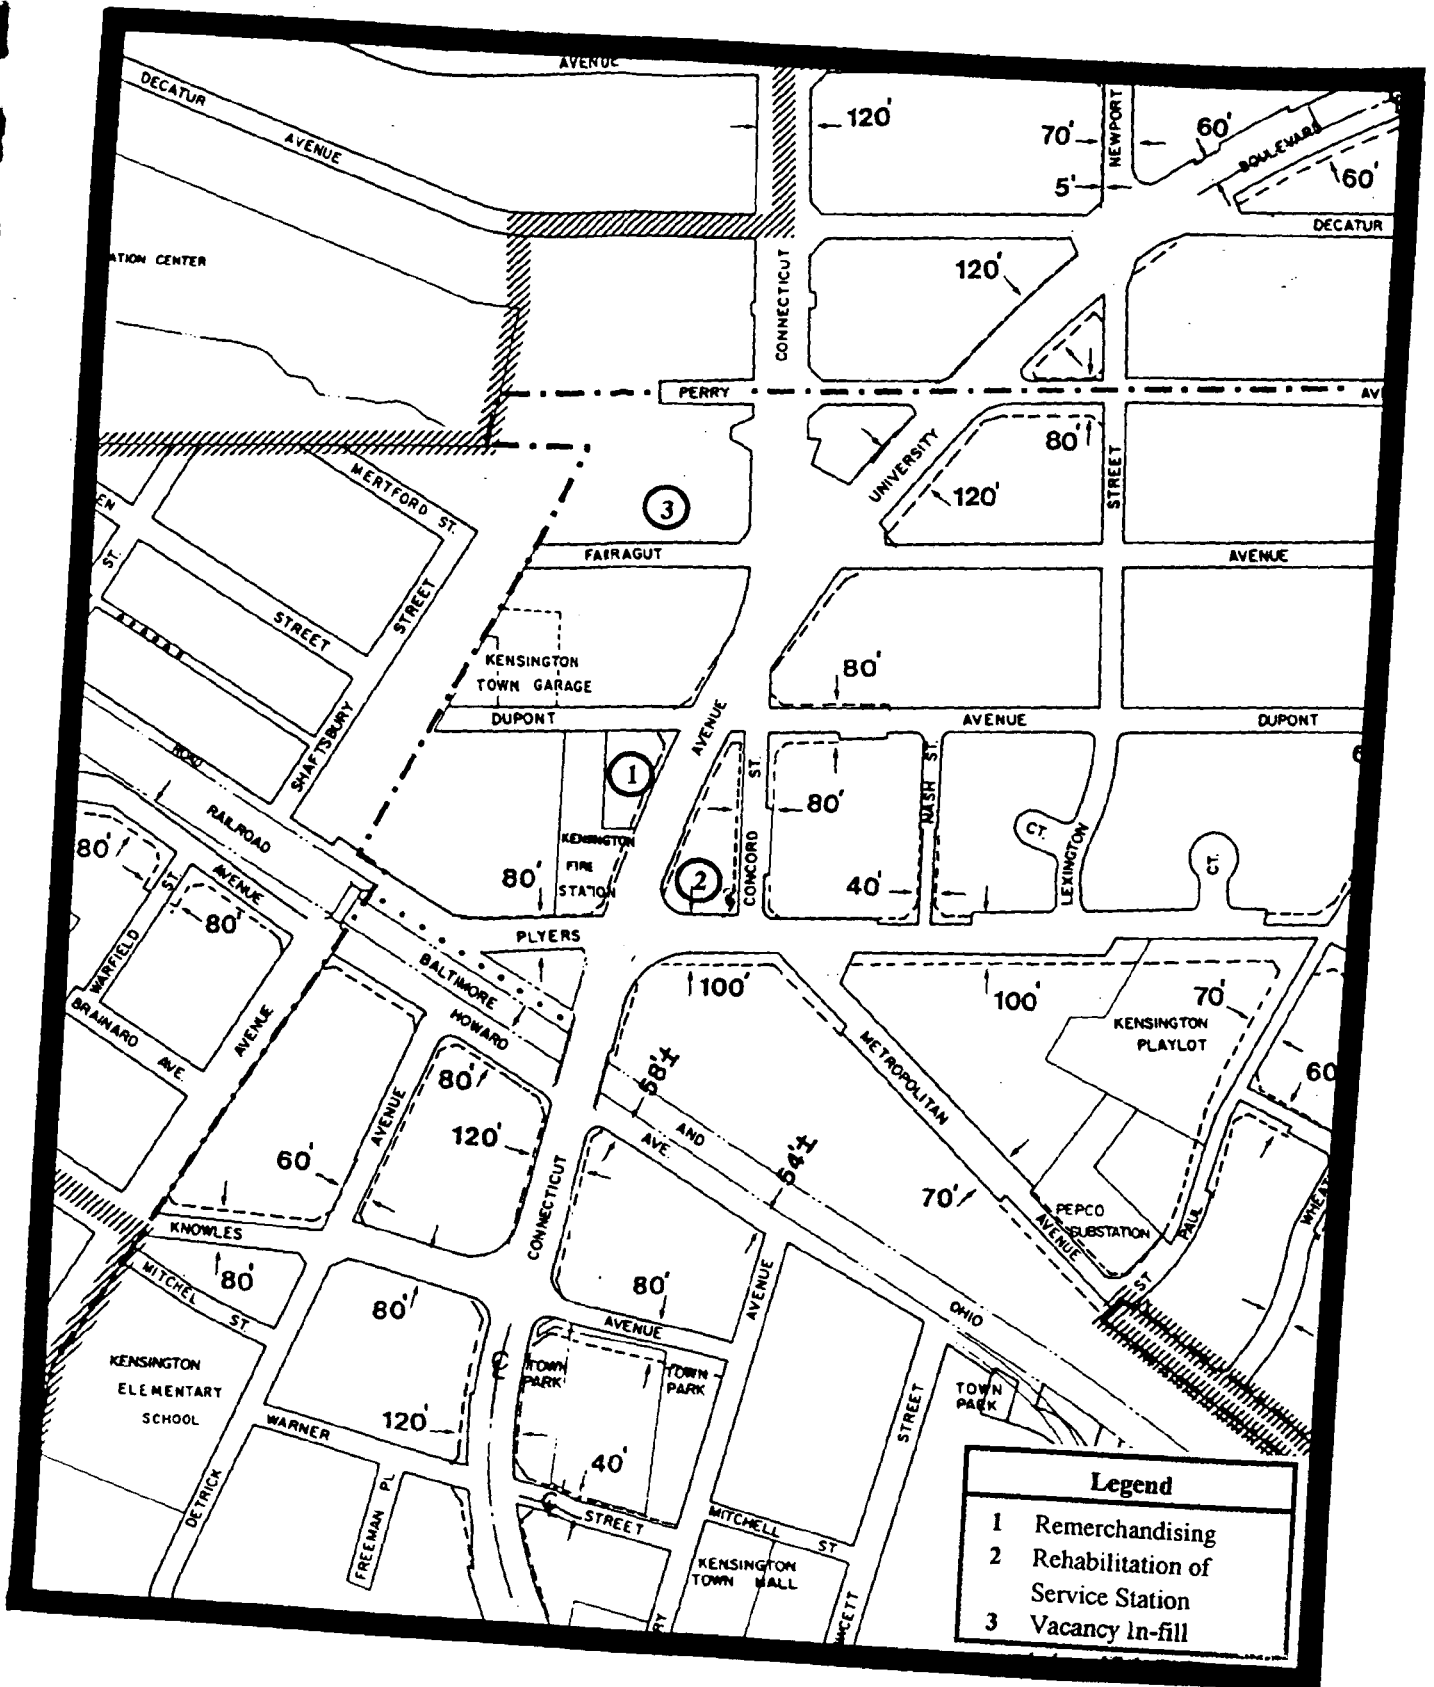 AVENUE
DECATUR
AVENUE
120'
70'
NEWPORT
60'
BOULEVARD
5'
60'
DECATUR
ATION CENTER
CONNECTICUT
120'
PERRY
AV
MERTFORD ST.
UNIVERSITY
80'
120'
STREET
EN
ST.
3
FARRAGUT
AVENUE
STREET
STREET
KENSINGTON
TOWN GARAGE
80'
DUPONT
AVENUE
AVENUE
DUPONT
SHAFTSBURY
ROAD
1
ST.
80'
NASH ST.
CT.
LEXINGTON
CT.
RAILROAD
80'
KENSINGTON
FIRE
STATION
80'
2
CONCORD
40'
AVENUE
ST.
80'
PLYERS
WARFIELD
BALTIMORE
100'
100'
70'
KENSINGTON
PLAYLOT
BRAINARD
AVE.
AVENUE
HOWARD
METROPOLITAN
80'
58'±
60'
AVENUE
120'
AND
AVE.
54'±
60'
CONNECTICUT
70'
PEPCO
SUBSTATION
AVENUE
PAUL
ST
WHEAT
KNOWLES
80'
MITCHEL
ST.
80'
80'
AVENUE
AVENUE
OHIO
KENSINGTON
ELEMENTARY
SCHOOL
TOWN
PARK
TOWN
PARK
TOWN
PARK
STREET
WARNER
120'
40'
DETRICK
FREEMAN PL
STREET
MITCHELL
ST
KENSINGTON
TOWN HALL
RY
WCETT
Legend
1 Remerchandising
2 Rehabilitation of
Service Station
3 Vacancy In-fill